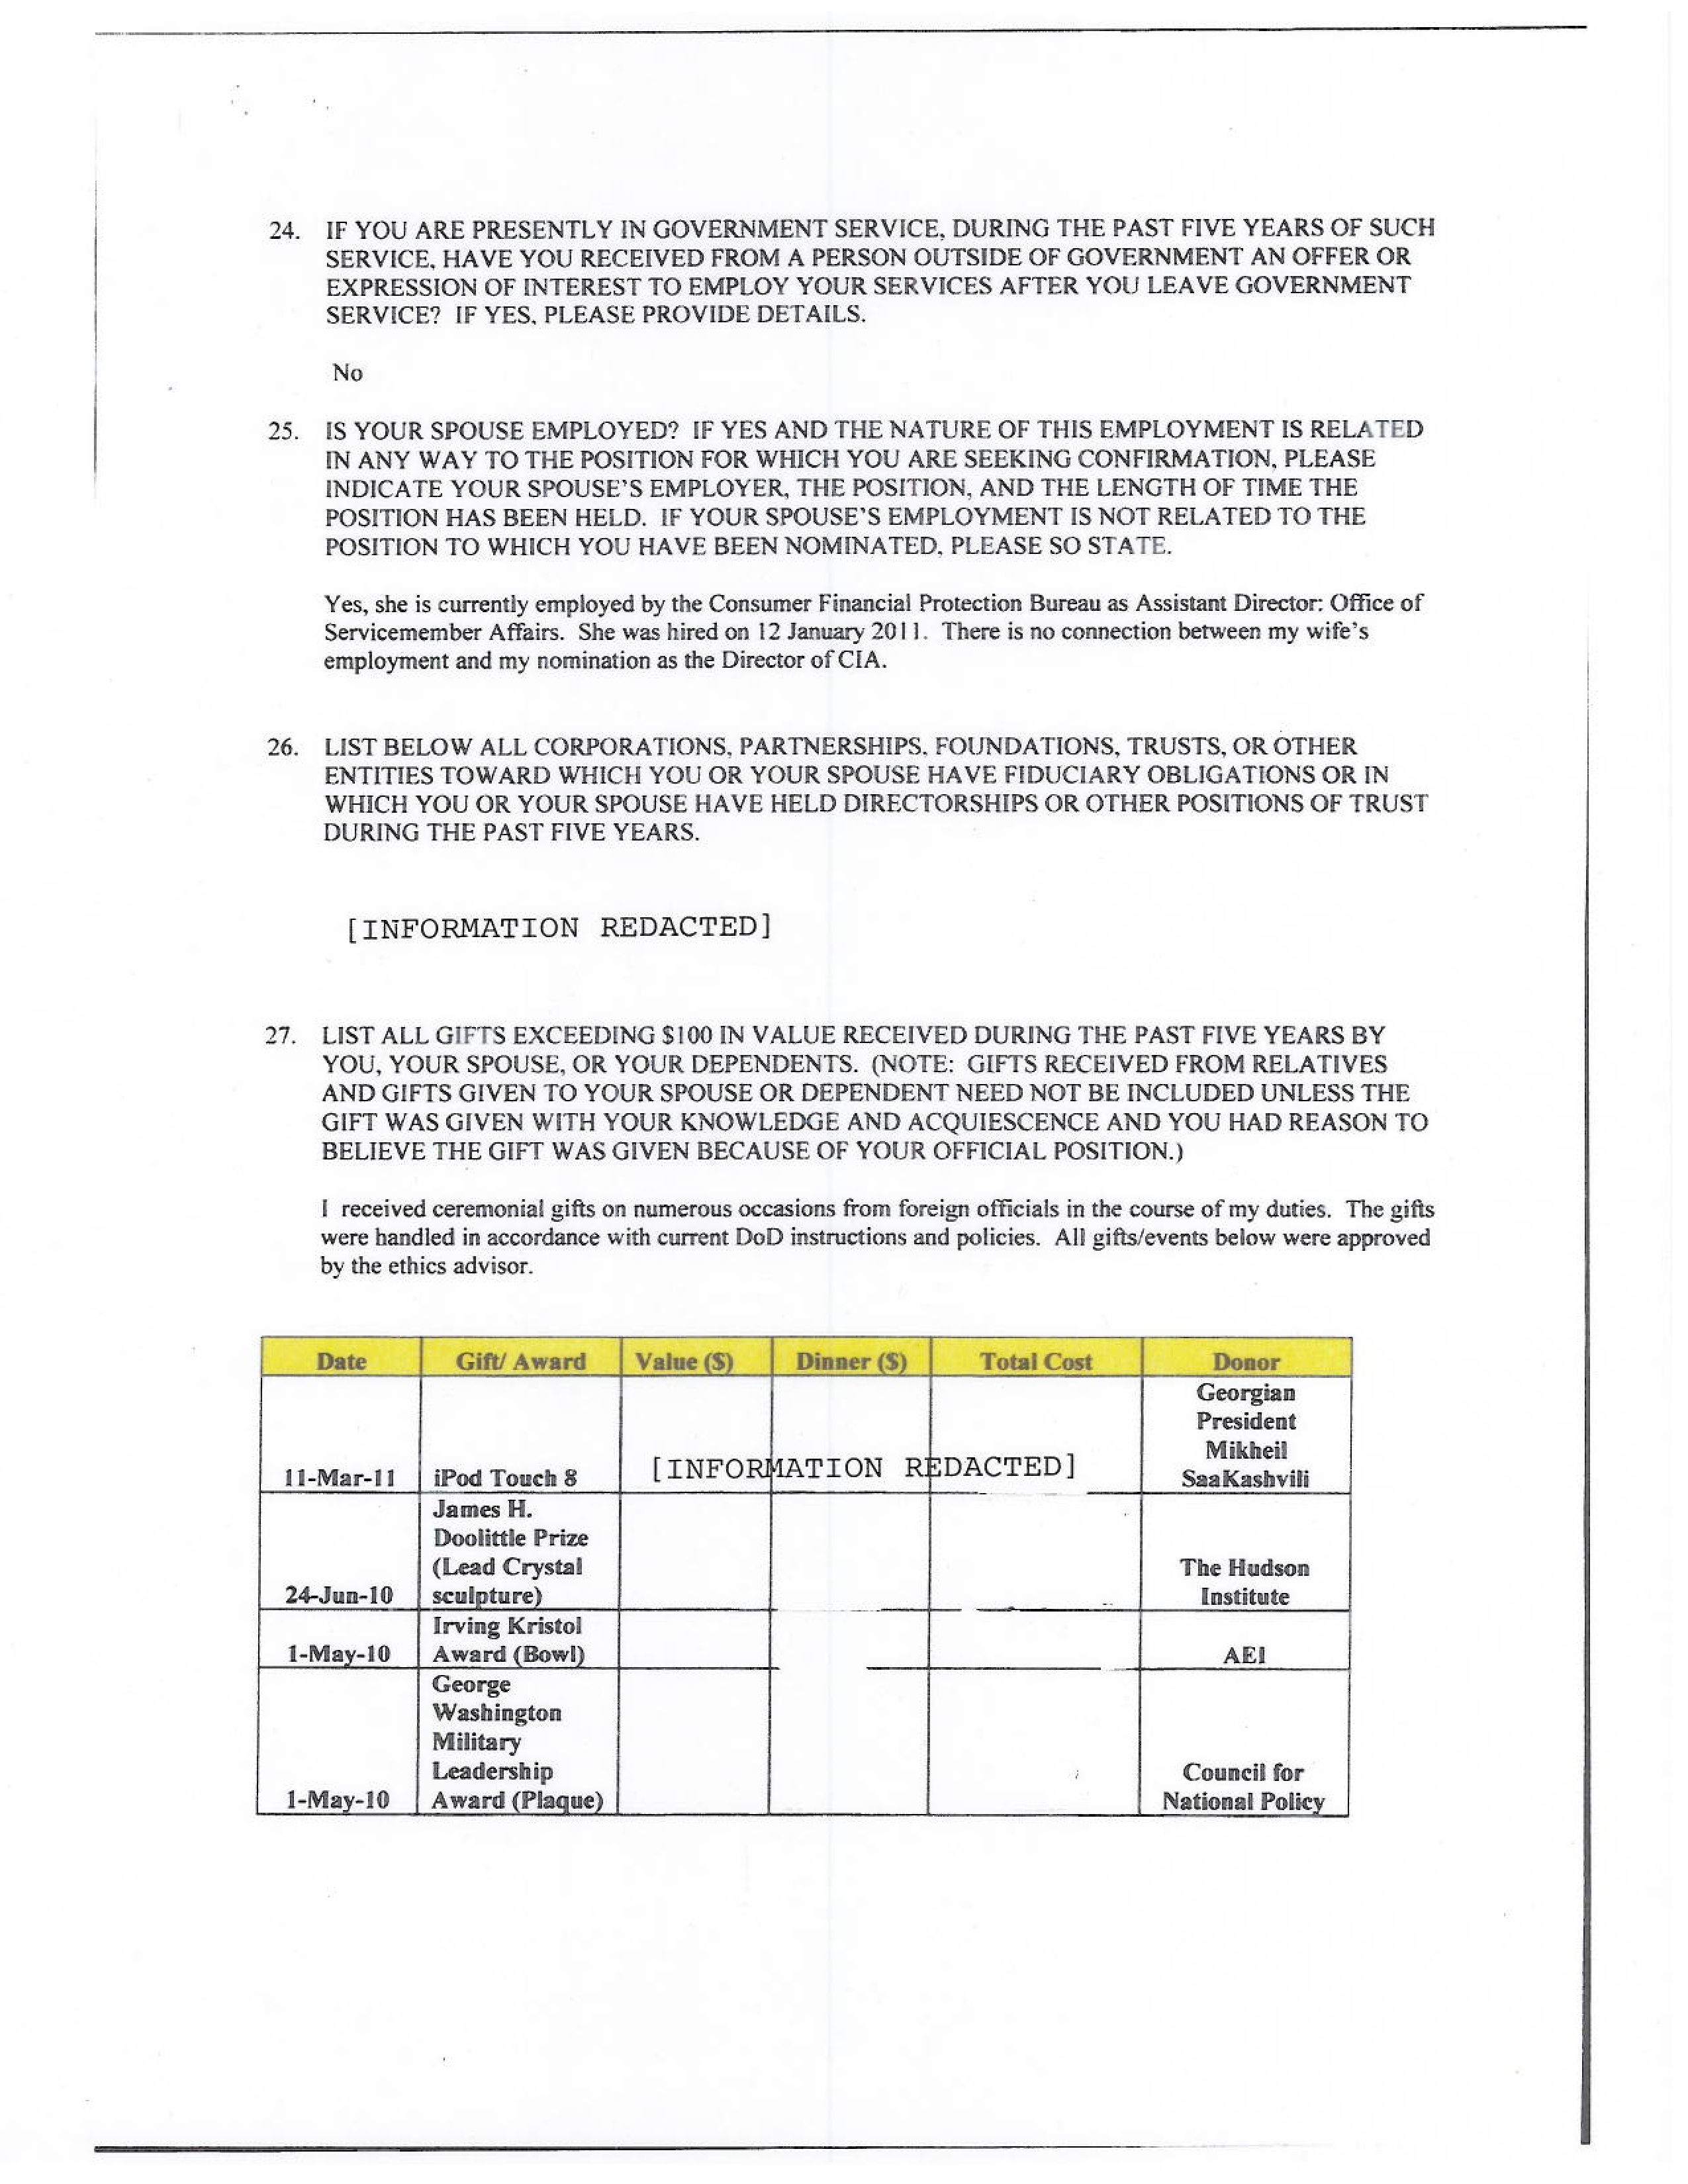 24. IF YOU ARE PRESENTLY IN GOVERNMENT SERVICE, DURING THE PAST FIVE YEARS OF SUCH
SERVICE, HAVE YOU RECEIVED FROM A PERSON OUTSIDE OF GOVERNMENT AN OFFER OR
EXPRESSION OF INTEREST TO EMPLOY YOUR SERVICES AFTER YOU LEAVE GOVERNMENT
SERVICE? IF YES, PLEASE PROVIDE DETAILS.
No
25. IS YOUR SPOUSE EMPLOYED? IF YES AND THE NATURE OF THIS EMPLOYMENT IS RELATED
IN ANY WAY TO THE POSITION FOR WHICH YOU ARE SEEKING CONFIRMATION, PLEASE
INDICATE YOUR SPOUSE'S EMPLOYER, THE POSITION, AND THE LENGTH OF TIME THE
POSITION HAS BEEN HELD. IF YOUR SPOUSE'S EMPLOYMENT IS NOT RELATED TO THE
POSITION TO WHICH YOU HAVE BEEN NOMINATED, PLEASE SO STATE.
Yes, she is currently employed by the Consumer Financial Protection Bureau as Assistant Director: Office of
Servicemember Affairs. She was hired on 12 January 2011. There is no connection between my wife's
employment and my nomination as the Director of CIA.
26. LIST BELOW ALL CORPORATIONS, PARTNERSHIPS, FOUNDATIONS, TRUSTS, OR OTHER
ENTITIES TOWARD WHICH YOU OR YOUR SPOUSE HAVE FIDUCIARY OBLIGATIONS OR IN
WHICH YOU OR YOUR SPOUSE HAVE HELD DIRECTORSHIPS OR OTHER POSITIONS OF TRUST
DURING THE PAST FIVE YEARS.
[INFORMATION REDACTED]
27. LIST ALL GIFTS EXCEEDING $100 IN VALUE RECEIVED DURING THE PAST FIVE YEARS BY
YOU, YOUR SPOUSE, OR YOUR DEPENDENTS. (NOTE: GIFTS RECEIVED FROM RELATIVES
AND GIFTS GIVEN TO YOUR SPOUSE OR DEPENDENT NEED NOT BE INCLUDED UNLESS THE
GIFT WAS GIVEN WITH YOUR KNOWLEDGE AND ACQUIESCENCE AND YOU HAD REASON TO
BELIEVE THE GIFT WAS GIVEN BECAUSE OF YOUR OFFICIAL POSITION.)
I received ceremonial gifts on numerous occasions from foreign officials in the course of my duties. The gifts
were handled in accordance with current DoD instructions and policies. All gifts/events below were approved
by the ethics advisor.
Date Gift/ Award Value ($) Dinner ($) Total Cost Donor
Georgian
President
Mikheil
11-Mar-11 iPod Touch 8 [INFORMATION REDACTED] SaaKashvili
James H.
Doolittle Prize
(Lead Crystal The Hudson
24-Jun-10 sculpture) Institute
Irving Kristol
1-May-10 Award (Bowl) AEI
George
Washington
Military
Leadership Council for
1-May-10 Award (Plaque) National Policy